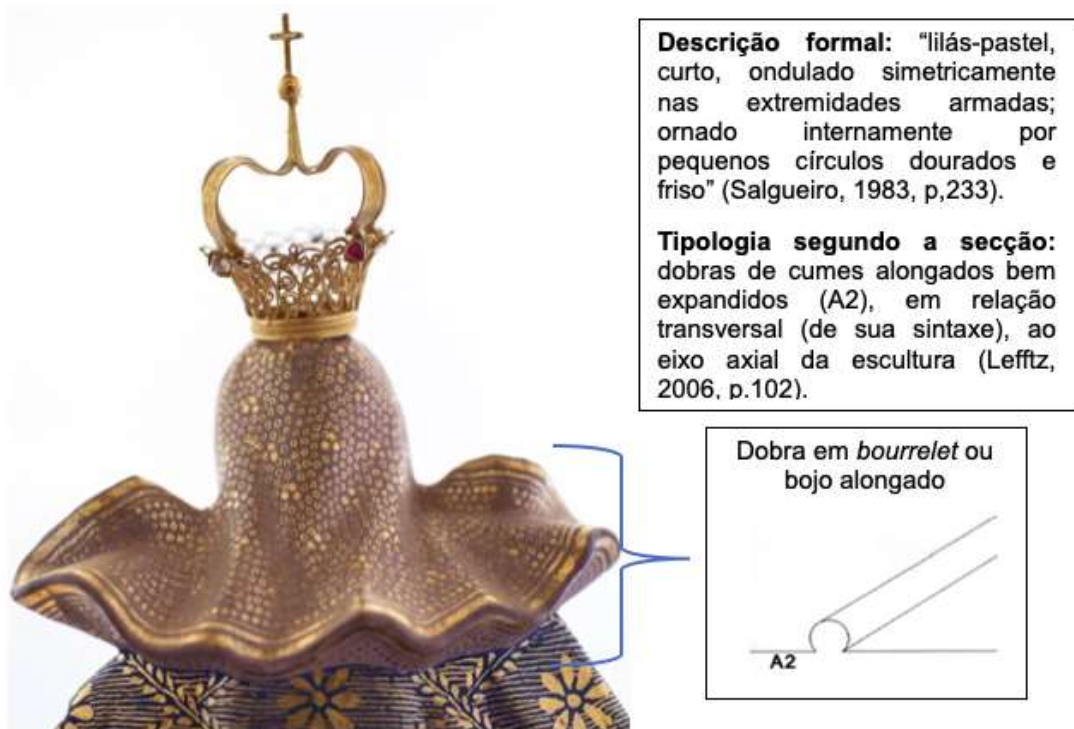 Descrição formal: “lilás-pastel,
curto, ondulado simetricamente
nas extremidades armadas;
ornado internamente por
pequenos círculos dourados e
friso” (Salgueiro, 1983, p,233).
Tipologia segundo a secção:
dobras de cumes alongados bem
expandidos (A2), em relação
transversal (de sua sintaxe), ao
eixo axial da escultura (Lefftz,
2006, p.102).
Dobra em bourrelet ou
bojo alongado
A2